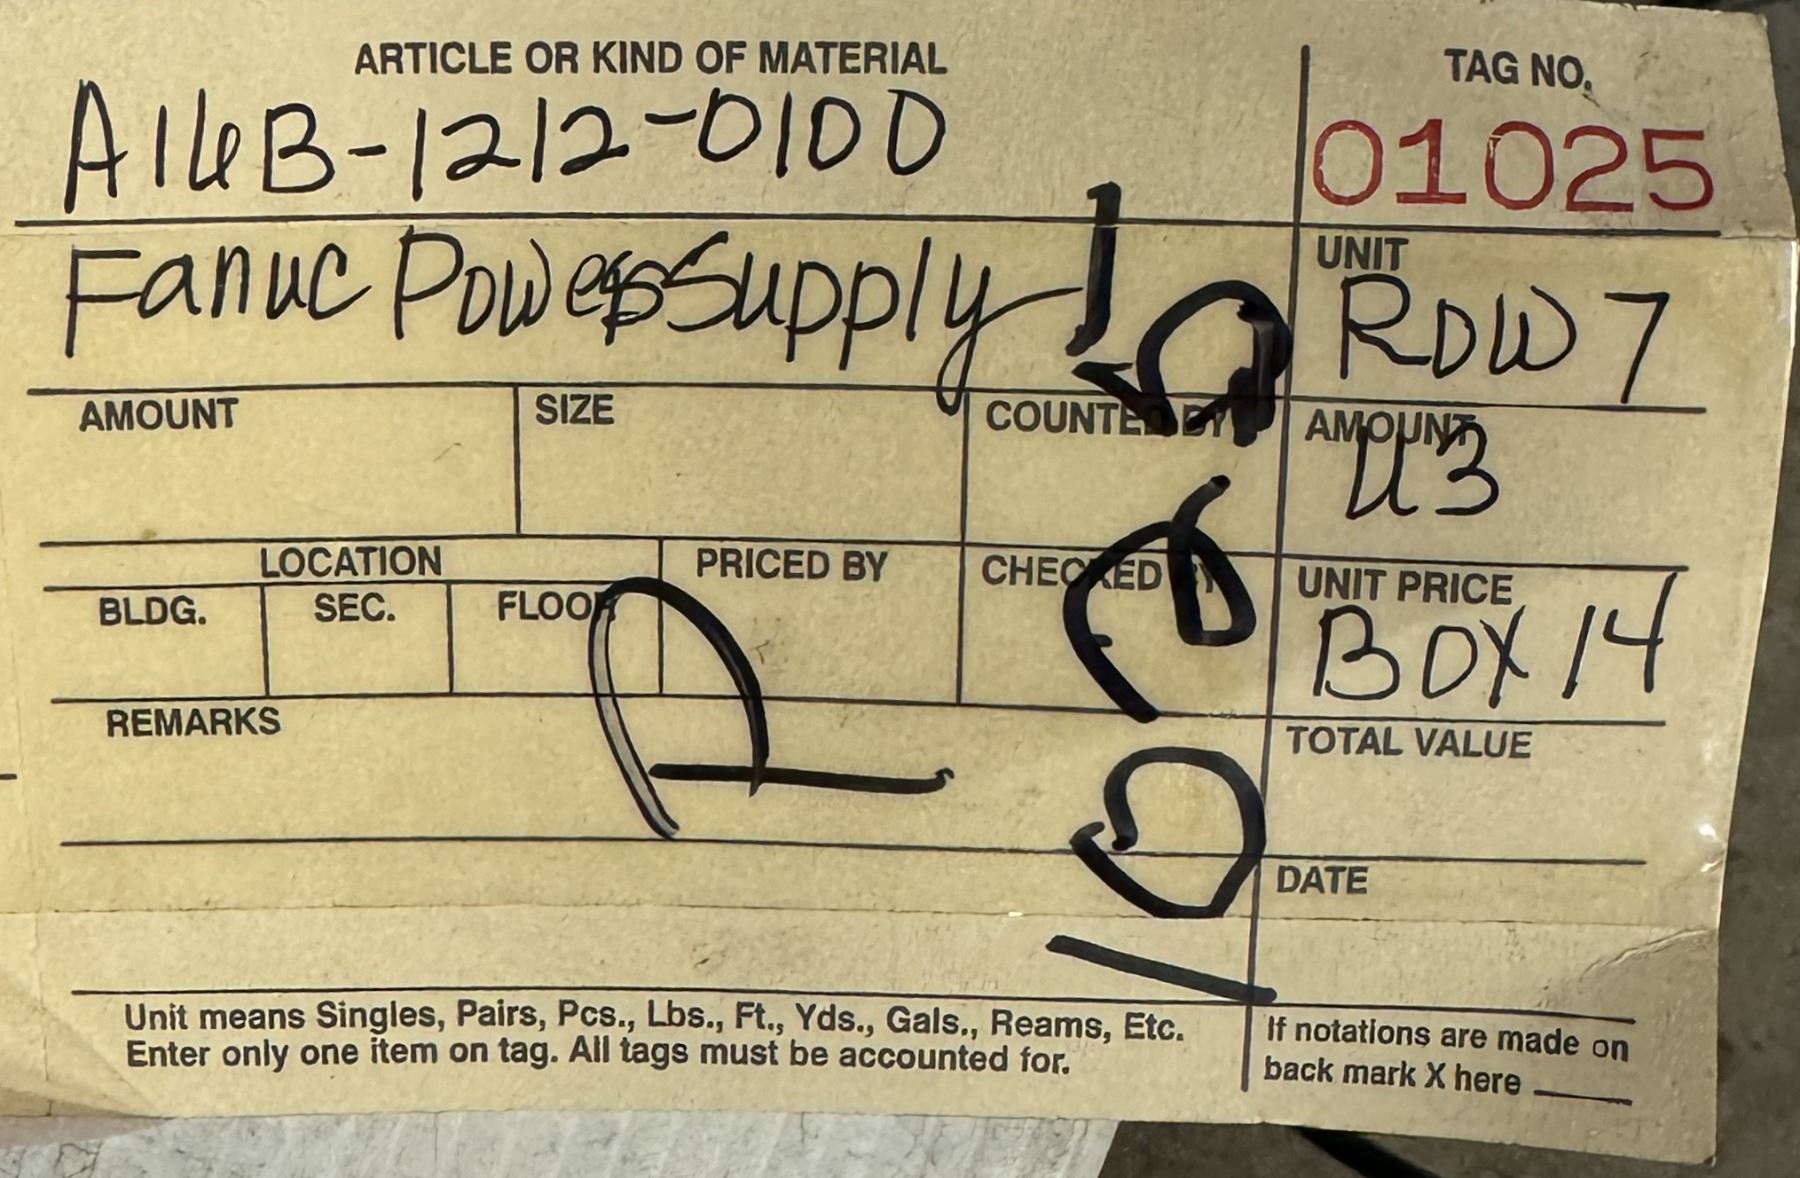 ARTICLE OR KIND OF MATERIAL
TAG NO.
A16B-1212-0100
01025
Fanuc Power Supply
UNIT
Row 7
AMOUNT
SIZE
COUNTED BY
AMOUNT
U3
LOCATION
PRICED BY
CHECKED BY
UNIT PRICE
BLDG.
SEC.
FLOOR
BOX 14
REMARKS
TOTAL VALUE
DATE
Unit means Singles, Pairs, Pcs., Lbs., Ft., Yds., Gals., Reams, Etc.
Enter only one item on tag. All tags must be accounted for.
If notations are made on
back mark X here